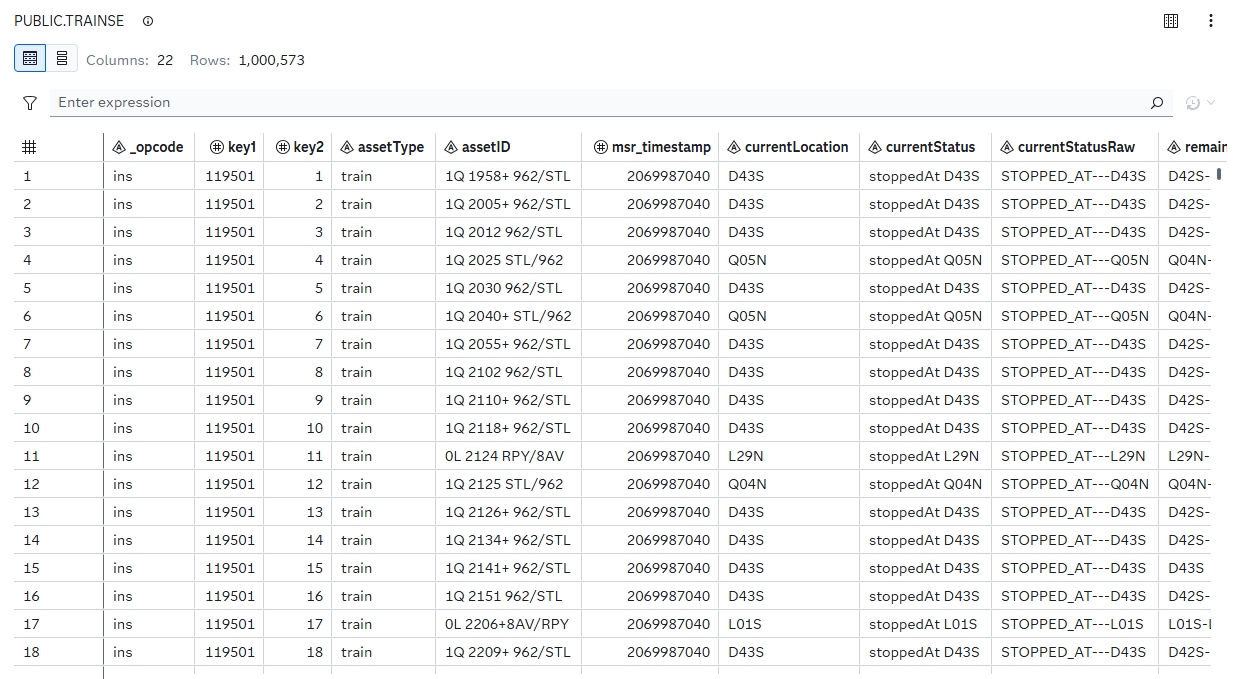 PUBLIC.TRAINSE
Columns: 22 Rows: 1,000,573
Enter expression
# _opcode key1 key2 assetType assetID msr_timestamp currentLocation currentStatus currentStatusRaw remain
1 ins 119501 1 train 1Q 1958+ 962/STL 2069987040 D43S stoppedAt D43S STOPPED_AT---D43S D42S-
2 ins 119501 2 train 1Q 2005+ 962/STL 2069987040 D43S stoppedAt D43S STOPPED_AT---D43S D42S-
3 ins 119501 3 train 1Q 2012 962/STL 2069987040 D43S stoppedAt D43S STOPPED_AT---D43S D42S-
4 ins 119501 4 train 1Q 2025 STL/962 2069987040 Q05N stoppedAt Q05N STOPPED_AT---Q05N Q04N-
5 ins 119501 5 train 1Q 2030 962/STL 2069987040 D43S stoppedAt D43S STOPPED_AT---D43S D42S-
6 ins 119501 6 train 1Q 2040+ STL/962 2069987040 Q05N stoppedAt Q05N STOPPED_AT---Q05N Q04N-
7 ins 119501 7 train 1Q 2055+ 962/STL 2069987040 D43S stoppedAt D43S STOPPED_AT---D43S D42S-
8 ins 119501 8 train 1Q 2102 962/STL 2069987040 D43S stoppedAt D43S STOPPED_AT---D43S D42S-
9 ins 119501 9 train 1Q 2110+ 962/STL 2069987040 D43S stoppedAt D43S STOPPED_AT---D43S D42S-
10 ins 119501 10 train 1Q 2118+ 962/STL 2069987040 D43S stoppedAt D43S STOPPED_AT---D43S D42S-
11 ins 119501 11 train 0L 2124 RPY/8AV 2069987040 L29N stoppedAt L29N STOPPED_AT---L29N L29N-
12 ins 119501 12 train 1Q 2125 STL/962 2069987040 Q04N stoppedAt Q04N STOPPED_AT---Q04N Q04N-
13 ins 119501 13 train 1Q 2126+ 962/STL 2069987040 D43S stoppedAt D43S STOPPED_AT---D43S D42S-
14 ins 119501 14 train 1Q 2134+ 962/STL 2069987040 D43S stoppedAt D43S STOPPED_AT---D43S D42S-
15 ins 119501 15 train 1Q 2141+ 962/STL 2069987040 D43S stoppedAt D43S STOPPED_AT---D43S D43S
16 ins 119501 16 train 1Q 2151 962/STL 2069987040 D43S stoppedAt D43S STOPPED_AT---D43S D42S-
17 ins 119501 17 train 0L 2206+8AV/RPY 2069987040 L01S stoppedAt L01S STOPPED_AT---L01S L01S-
18 ins 119501 18 train 1Q 2209+ 962/STL 2069987040 D43S stoppedAt D43S STOPPED_AT---D43S D42S-